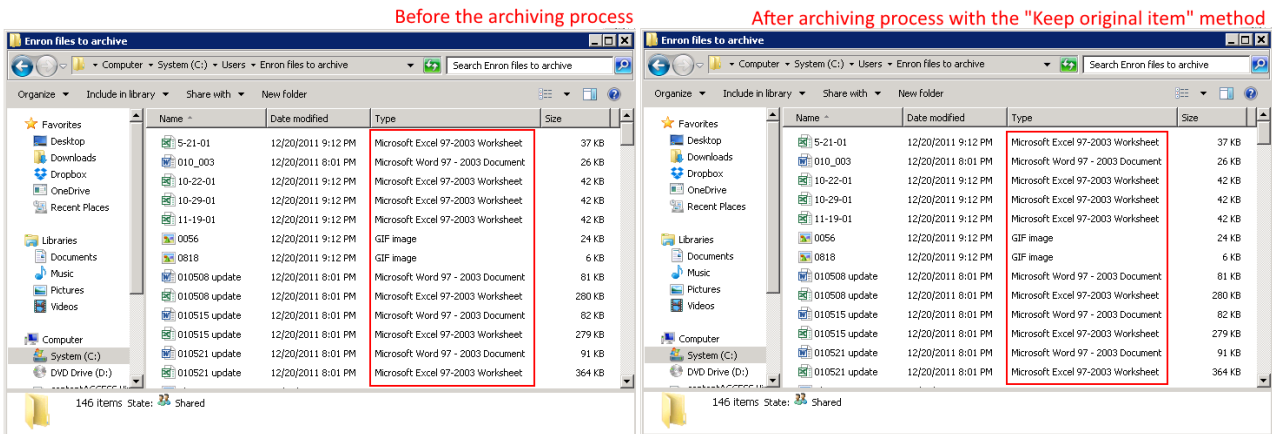 Before the archiving process
Enron files to archive
Computer System (C:) Users Enron files to archive
Search Enron files to archive
Organize Include in library Share with New folder
Favorites
Desktop
Downloads
Dropbox
OneDrive
Recent Places
Libraries
Documents
Music
Pictures
Videos
Computer
System (C:)
DVD Drive (D:)
Name Date modified Type Size
5-21-01 12/20/2011 9:12 PM Microsoft Excel 97-2003 Worksheet 37 KB
010_003 12/20/2011 8:01 PM Microsoft Word 97 - 2003 Document 26 KB
10-22-01 12/20/2011 9:12 PM Microsoft Excel 97-2003 Worksheet 42 KB
10-29-01 12/20/2011 9:12 PM Microsoft Excel 97-2003 Worksheet 42 KB
11-19-01 12/20/2011 9:12 PM Microsoft Excel 97-2003 Worksheet 42 KB
0056 12/20/2011 9:12 PM GIF image 24 KB
0818 12/20/2011 9:12 PM GIF image 6 KB
010508 update 12/20/2011 8:01 PM Microsoft Word 97 - 2003 Document 81 KB
010508 update 12/20/2011 8:01 PM Microsoft Excel 97-2003 Worksheet 280 KB
010515 update 12/20/2011 8:01 PM Microsoft Word 97 - 2003 Document 82 KB
010515 update 12/20/2011 8:01 PM Microsoft Excel 97-2003 Worksheet 279 KB
010521 update 12/20/2011 8:01 PM Microsoft Word 97 - 2003 Document 91 KB
010521 update 12/20/2011 8:01 PM Microsoft Excel 97-2003 Worksheet 364 KB
146 items State: Shared
After archiving process with the "Keep original item" method
Enron files to archive
Computer System (C:) Users Enron files to archive
Search Enron files to archive
Organize Include in library Share with New folder
Favorites
Desktop
Downloads
Dropbox
OneDrive
Recent Places
Libraries
Documents
Music
Pictures
Videos
Computer
System (C:)
DVD Drive (D:)
Name Date modified Type Size
5-21-01 12/20/2011 9:12 PM Microsoft Excel 97-2003 Worksheet 37 KB
010_003 12/20/2011 8:01 PM Microsoft Word 97 - 2003 Document 26 KB
10-22-01 12/20/2011 9:12 PM Microsoft Excel 97-2003 Worksheet 42 KB
10-29-01 12/20/2011 9:12 PM Microsoft Excel 97-2003 Worksheet 42 KB
11-19-01 12/20/2011 9:12 PM Microsoft Excel 97-2003 Worksheet 42 KB
0056 12/20/2011 9:12 PM GIF image 24 KB
0818 12/20/2011 9:12 PM GIF image 6 KB
010508 update 12/20/2011 8:01 PM Microsoft Word 97 - 2003 Document 81 KB
010508 update 12/20/2011 8:01 PM Microsoft Excel 97-2003 Worksheet 280 KB
010515 update 12/20/2011 8:01 PM Microsoft Word 97 - 2003 Document 82 KB
010515 update 12/20/2011 8:01 PM Microsoft Excel 97-2003 Worksheet 279 KB
010521 update 12/20/2011 8:01 PM Microsoft Word 97 - 2003 Document 91 KB
010521 update 12/20/2011 8:01 PM Microsoft Excel 97-2003 Worksheet 364 KB
146 items State: Shared